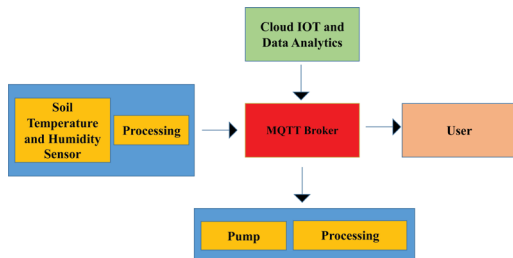 Cloud IOT and
Data Analytics
Soil
Temperature
and Humidity
Sensor
Processing
MQTT Broker
User
Pump
Processing